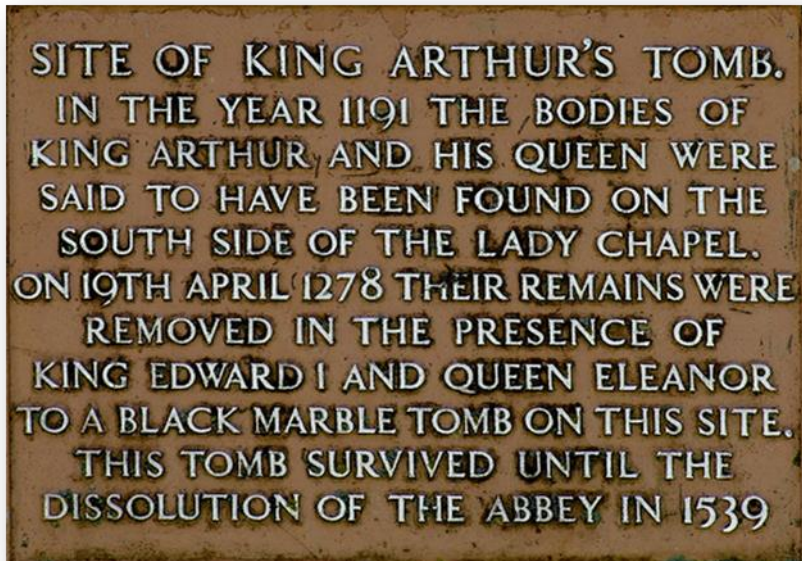 SITE OF KING ARTHUR'S TOMB.
IN THE YEAR 1191 THE BODIES OF
KING ARTHUR AND HIS QUEEN WERE
SAID TO HAVE BEEN FOUND ON THE
SOUTH SIDE OF THE LADY CHAPEL.
ON 19TH APRIL 1278 THEIR REMAINS WERE
REMOVED IN THE PRESENCE OF
KING EDWARD I AND QUEEN ELEANOR
TO A BLACK MARBLE TOMB ON THIS SITE.
THIS TOMB SURVIVED UNTIL THE
DISSOLUTION OF THE ABBEY IN 1539